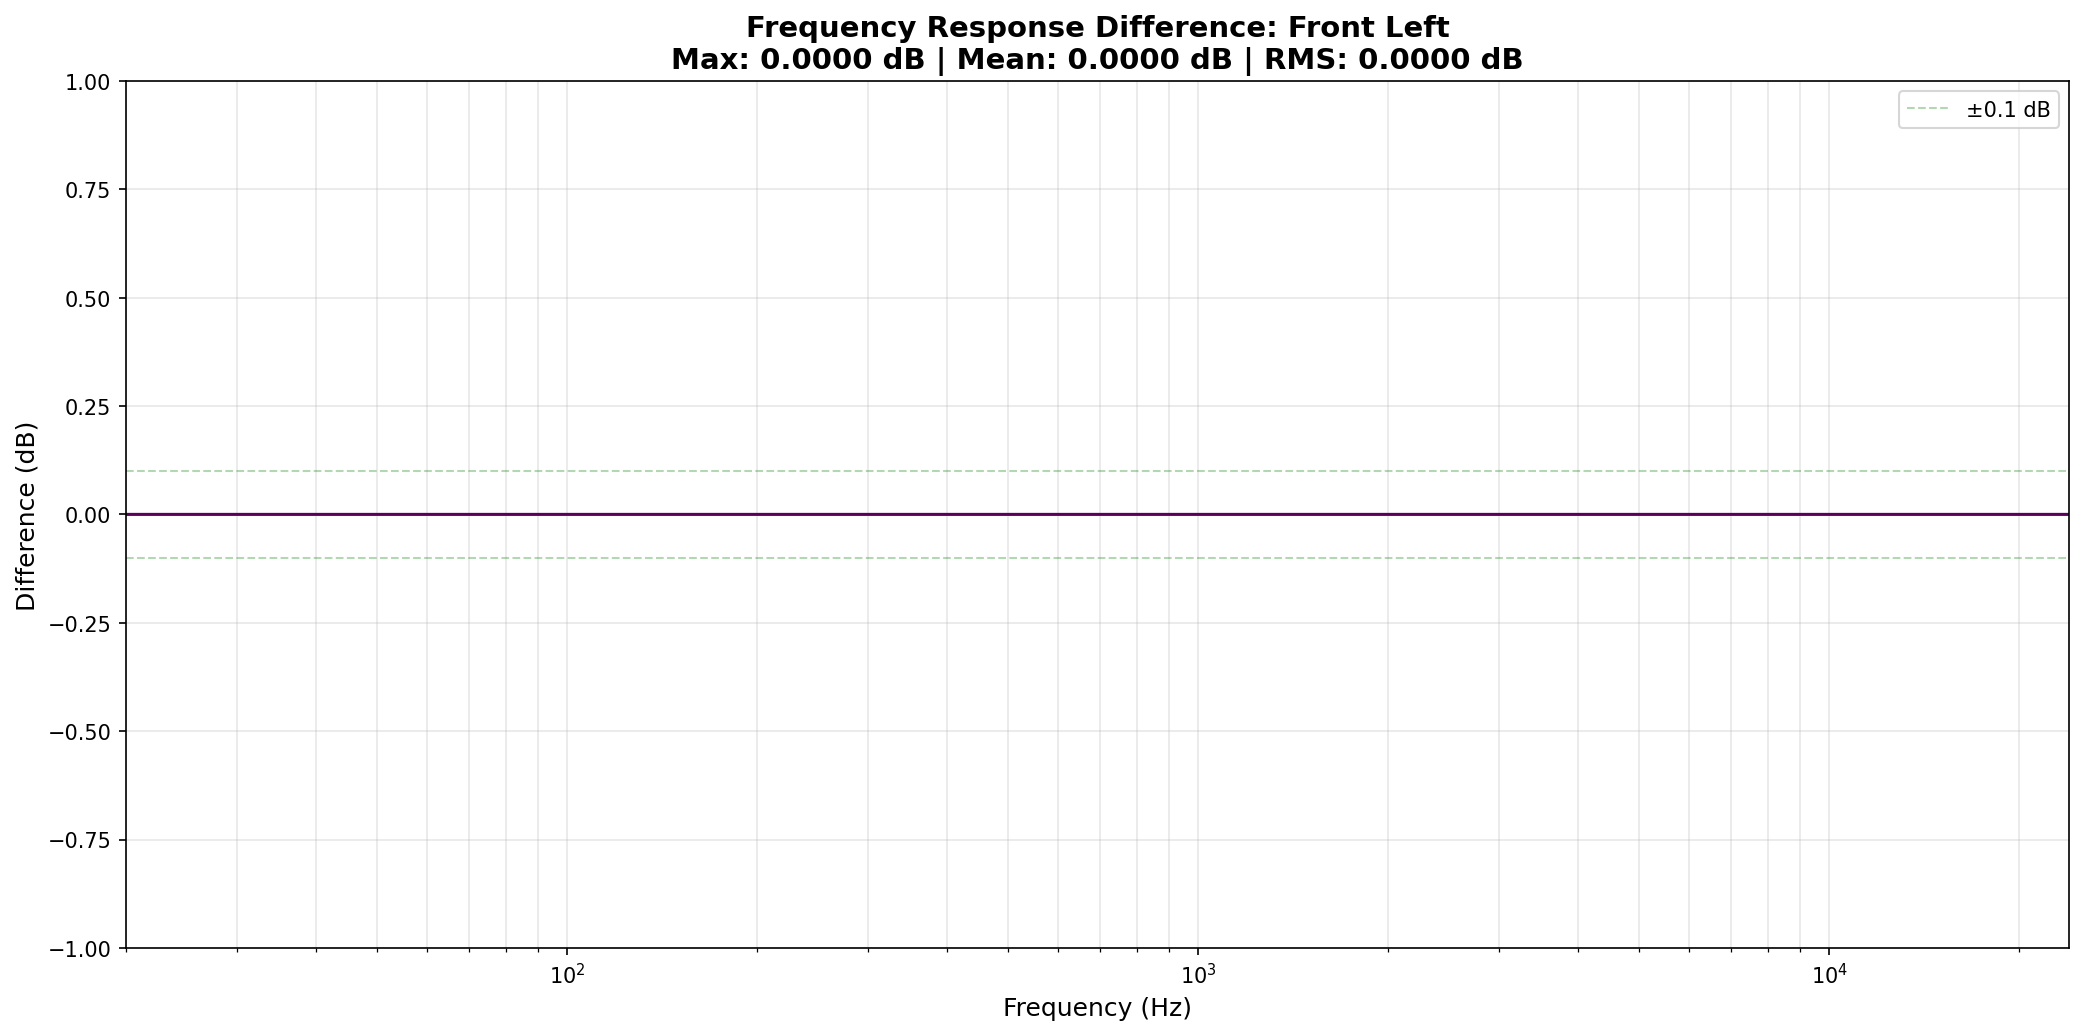 Frequency Response Difference: Front Left
Max: 0.0000 dB | Mean: 0.0000 dB | RMS: 0.0000 dB
±0.1 dB
Difference (dB)
1.00
0.75
0.50
0.25
0.00
−0.25
−0.50
−0.75
−1.00
10² 10³ 10⁴
Frequency (Hz)